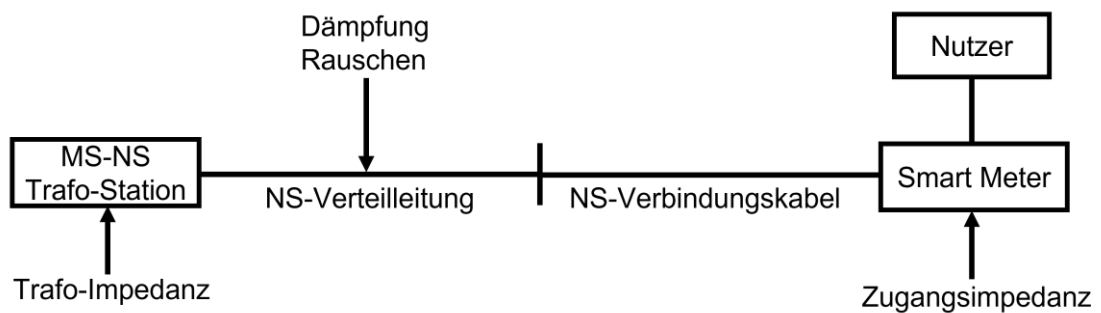 Dämpfung
Rauschen
Nutzer
MS-NS
Trafo-Station
NS-Verteilleitung
NS-Verbindungskabel
Smart Meter
Trafo-Impedanz
Zugangsimpedanz